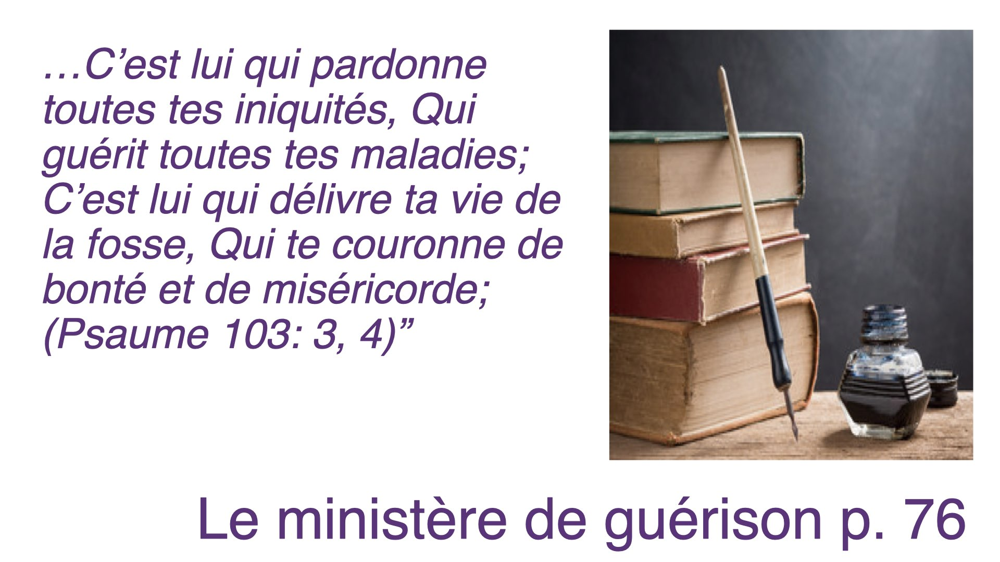 …C’est lui qui pardonne
toutes tes iniquités, Qui
guérit toutes tes maladies;
C’est lui qui délivre ta vie de
la fosse, Qui te couronne de
bonté et de miséricorde;
(Psaume 103: 3, 4)”
Le ministère de guérison p. 76